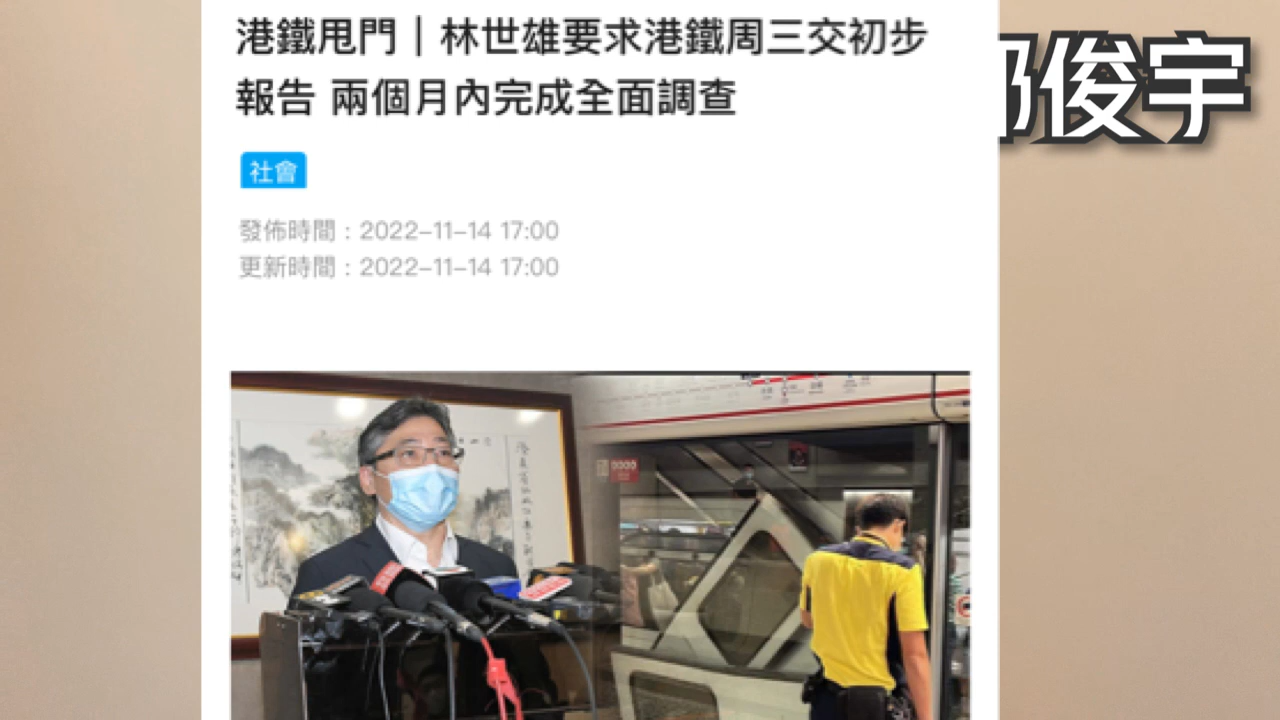 港鐵甩門｜林世雄要求港鐵周三交初步
報告 兩個月內完成全面調查
俊宇
社會
發佈時間：2022-11-14 17:00
更新時間：2022-11-14 17:00